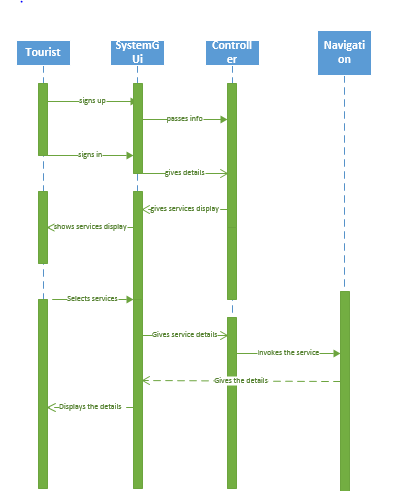 Tourist
SystemG
Ui
Controll
er
Navigati
on
signs up
passes info
signs in
gives details
gives services display
shows services display
Selects services
Gives service details
Invokes the service
Gives the details
Displays the details